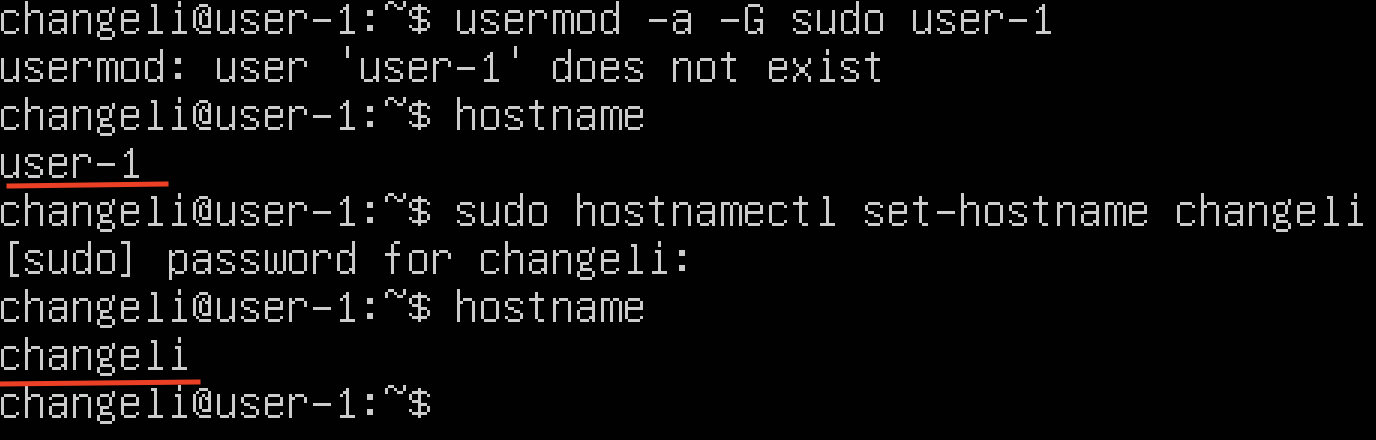 changeli@user-1:~$ usermod -a -G sudo user-1
usermod: user 'user-1' does not exist
changeli@user-1:~$ hostname
user-1
changeli@user-1:~$ sudo hostnamectl set-hostname changeli
[sudo] password for changeli:
changeli@user-1:~$ hostname
changeli
changeli@user-1:~$